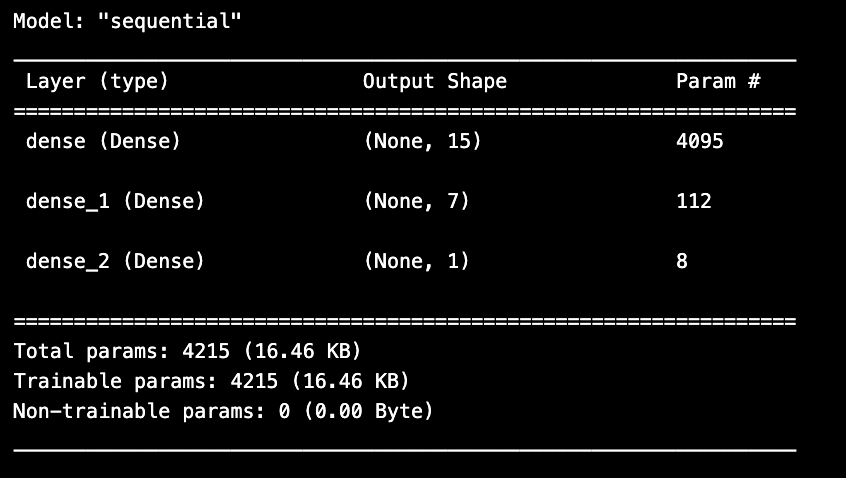 Model: "sequential"
Layer (type) Output Shape Param #
=================================================================
dense (Dense) (None, 15) 4095
dense_1 (Dense) (None, 7) 112
dense_2 (Dense) (None, 1) 8
=================================================================
Total params: 4215 (16.46 KB)
Trainable params: 4215 (16.46 KB)
Non-trainable params: 0 (0.00 Byte)